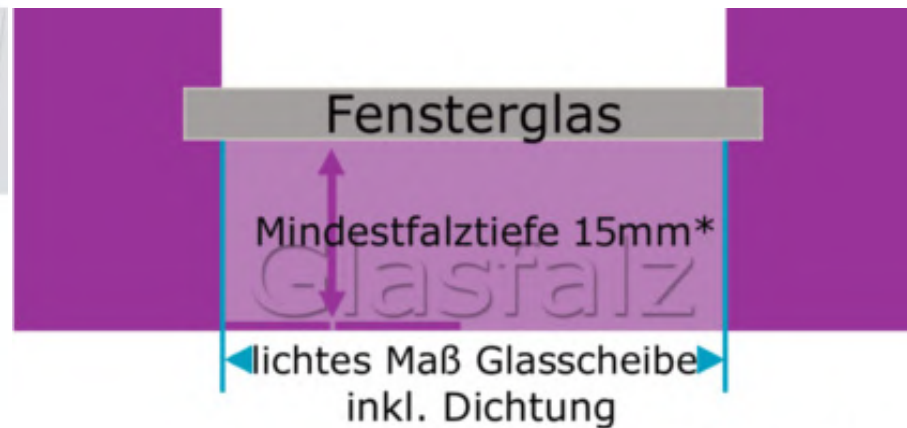 Fensterglas
Mindestfalztiefe 15mm*
Glasfalz
lichtes Maß Glasscheibe
inkl. Dichtung